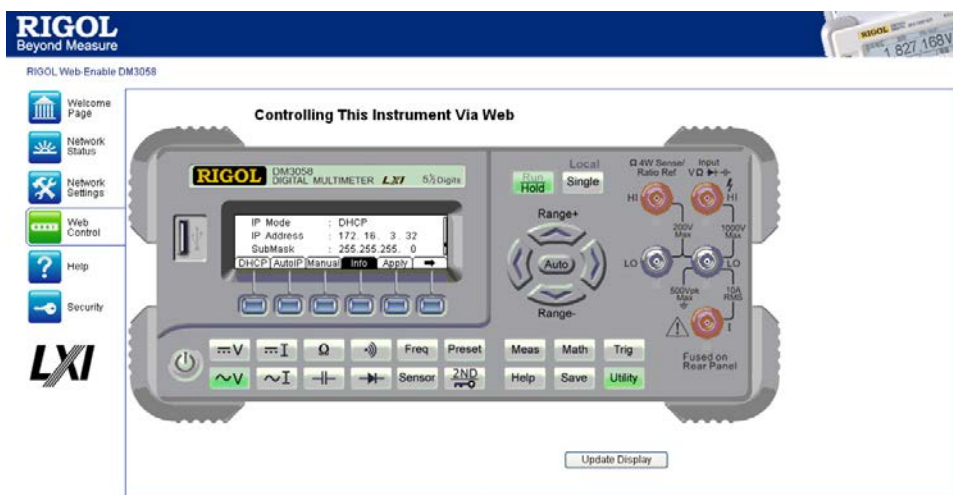 RIGOL
Beyond Measure
RIGOL
1.827,168V
RIGOL Web-Enable DM3058
Welcome Page
Network Status
Network Settings
Web Control
Help
Security
LXI
Controlling This Instrument Via Web
RIGOL DM3058
DIGITAL MULTIMETER LXI 5½ Digits
IP Mode : DHCP
IP Address : 172. 16. 3. 32
SubMask : 255.255.255. 0
DHCP AutoIP Manual Info Apply
Run
Hold
Local
Single
Range+
Auto
Range-
Ω 4W Sense/
Ratio Ref
Input
V Ω
HI HI
200V
Max
1000V
Max
LO LO
500Vpk
Max
10A
RMS
I
Fused on
Rear Panel
V I Ω Freq Preset Meas Math Trig
~V ~I Sensor 2ND Help Save Utility
Update Display